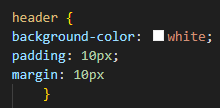 header {
background-color: white;
padding: 10px;
margin: 10px
}